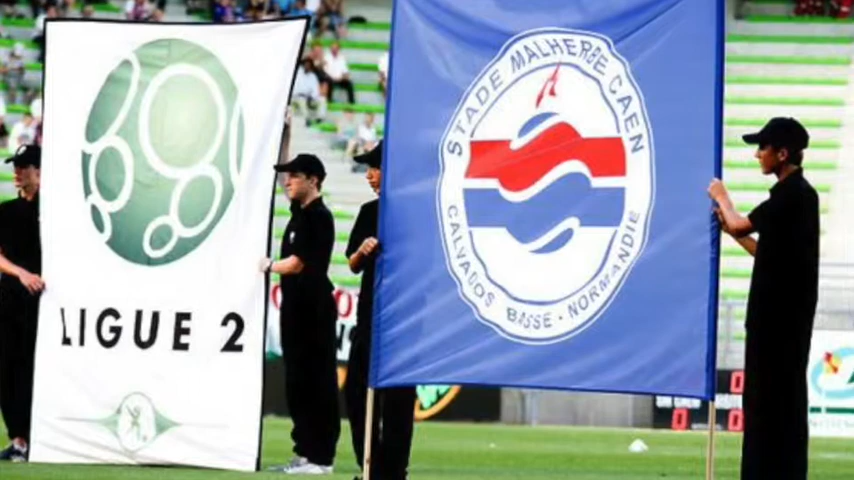 LIGUE 2
STADE MALHERBE CAEN
CALVADOS BASSE - NORMANDIE